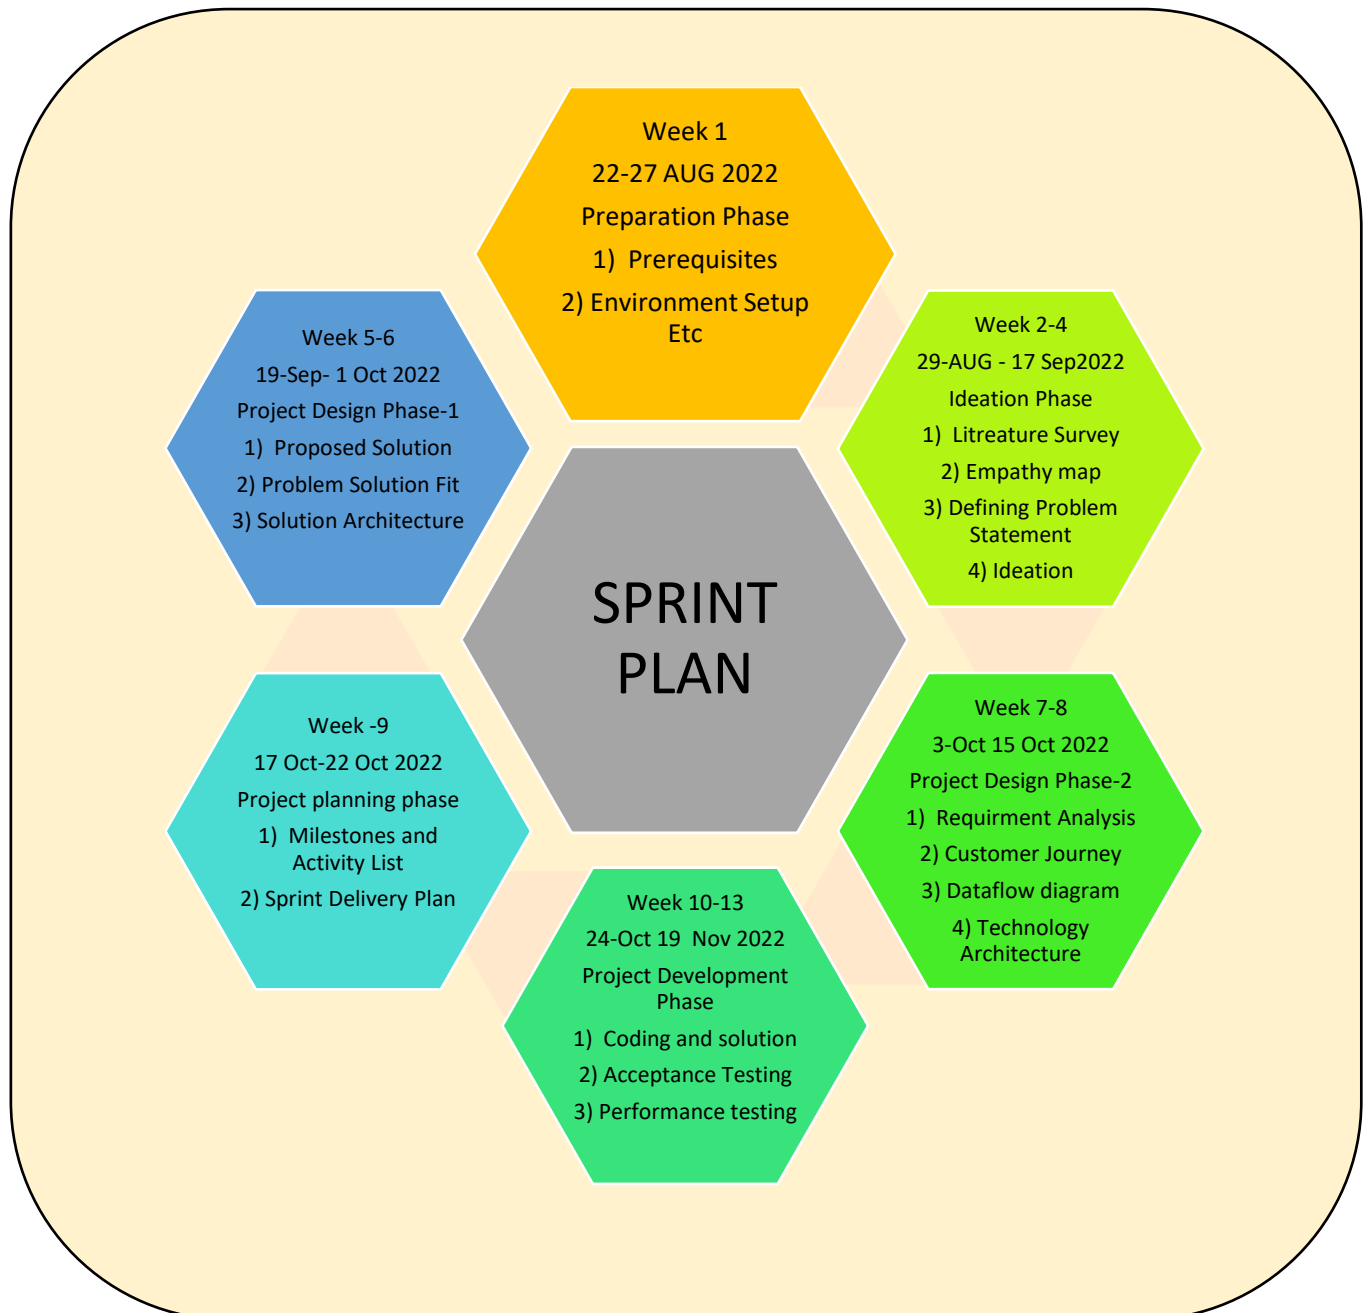 Week 1
22-27 AUG 2022
Preparation Phase
1) Prerequisites
2) Environment Setup
Etc
Week 2-4
29-AUG - 17 Sep2022
Ideation Phase
1) Litreature Survey
2) Empathy map
3) Defining Problem
Statement
4) Ideation
Week 5-6
19-Sep- 1 Oct 2022
Project Design Phase-1
1) Proposed Solution
2) Problem Solution Fit
3) Solution Architecture
SPRINT
PLAN
Week 7-8
3-Oct 15 Oct 2022
Project Design Phase-2
1) Requirment Analysis
2) Customer Journey
3) Dataflow diagram
4) Technology
Architecture
Week -9
17 Oct-22 Oct 2022
Project planning phase
1) Milestones and
Activity List
2) Sprint Delivery Plan
Week 10-13
24-Oct 19 Nov 2022
Project Development
Phase
1) Coding and solution
2) Acceptance Testing
3) Performance testing